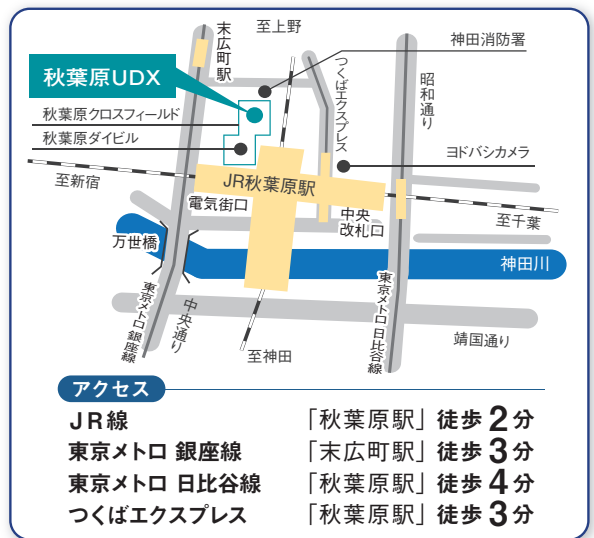 至上野
末広町駅
神田消防署
秋葉原UDX
つくばエクスプレス
昭和通り
秋葉原クロスフィールド
秋葉原ダイビル
ヨドバシカメラ
至新宿
JR秋葉原駅
電気街口
中央
改札口
至千葉
万世橋
神田川
東京メトロ 銀座線
中央通り
東京メトロ 日比谷線
靖国通り
至神田
アクセス
JR線 「秋葉原駅」 徒歩 2分
東京メトロ 銀座線 「末広町駅」 徒歩 3分
東京メトロ 日比谷線 「秋葉原駅」 徒歩 4分
つくばエクスプレス 「秋葉原駅」 徒歩 3分